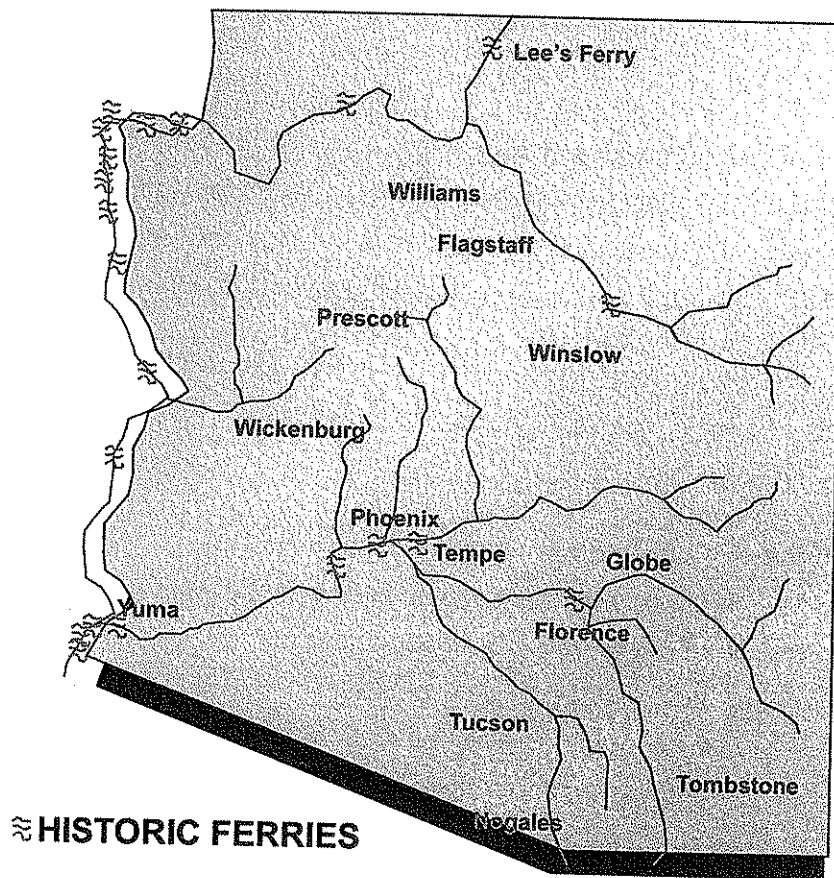 Lee's Ferry
Williams
Flagstaff
Prescott
Winslow
Wickenburg
Phoenix
Tempe
Globe
Yuma
Florence
Tucson
Tombstone
Nogales
HISTORIC FERRIES